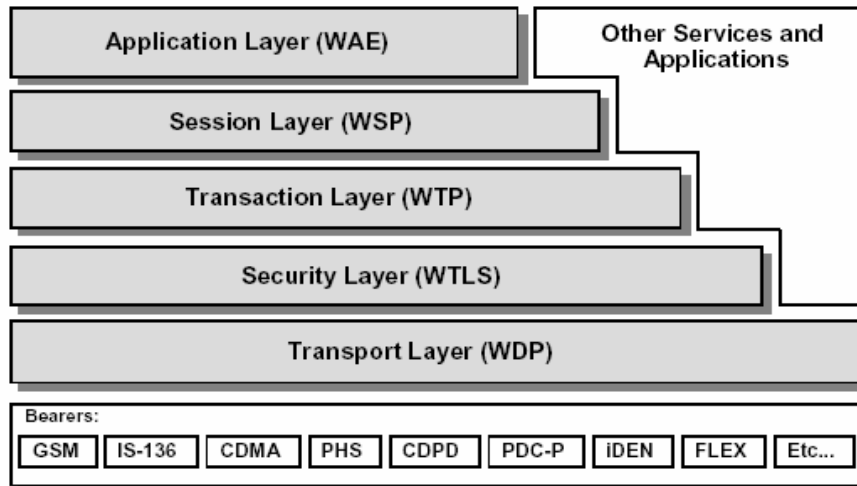 Application Layer (WAE)
Other Services and
Applications
Session Layer (WSP)
Transaction Layer (WTP)
Security Layer (WTLS)
Transport Layer (WDP)
Bearers:
GSM IS-136 CDMA PHS CDPD PDC-P iDEN FLEX Etc...